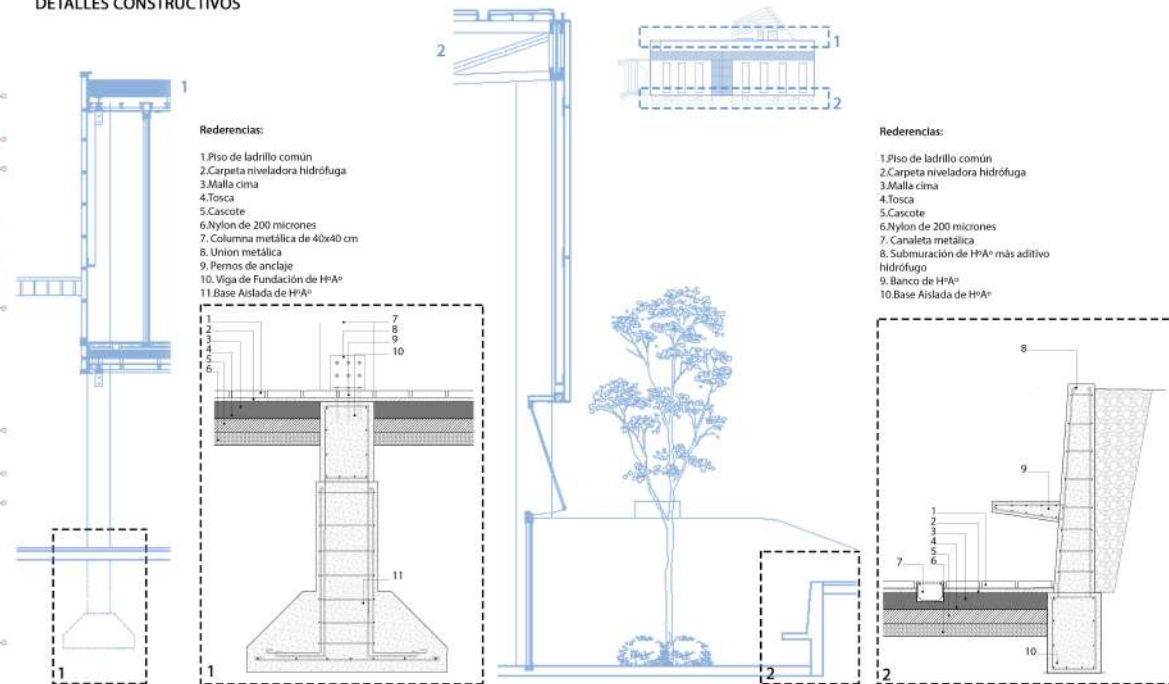 DETALLES CONSTRUCTIVOS
1
2
1
2
Rederencias:
1.Piso de ladrillo común
2.Carpeta niveladora hidrófuga
3.Malla cima
4.Tosca
5.Cascote
6.Nylon de 200 micrones
7. Columna metálica de 40x40 cm
8. Union metálica
9. Pernos de anclaje
10. Viga de Fundación de HºAº
11.Base Aislada de HºAº
1
2
3
4
5
6
7
8
9
10
11
1
1
Rederencias:
1.Piso de ladrillo común
2.Carpeta niveladora hidrófuga
3.Malla cima
4.Tosca
5.Cascote
6.Nylon de 200 micrones
7. Canaleta metálica
8. Submuración de HºAº más aditivo
hidrófugo
9. Banco de HºAº
10.Base Aislada de HºAº
8
9
1
2
3
4
5
6
7
10
2
2